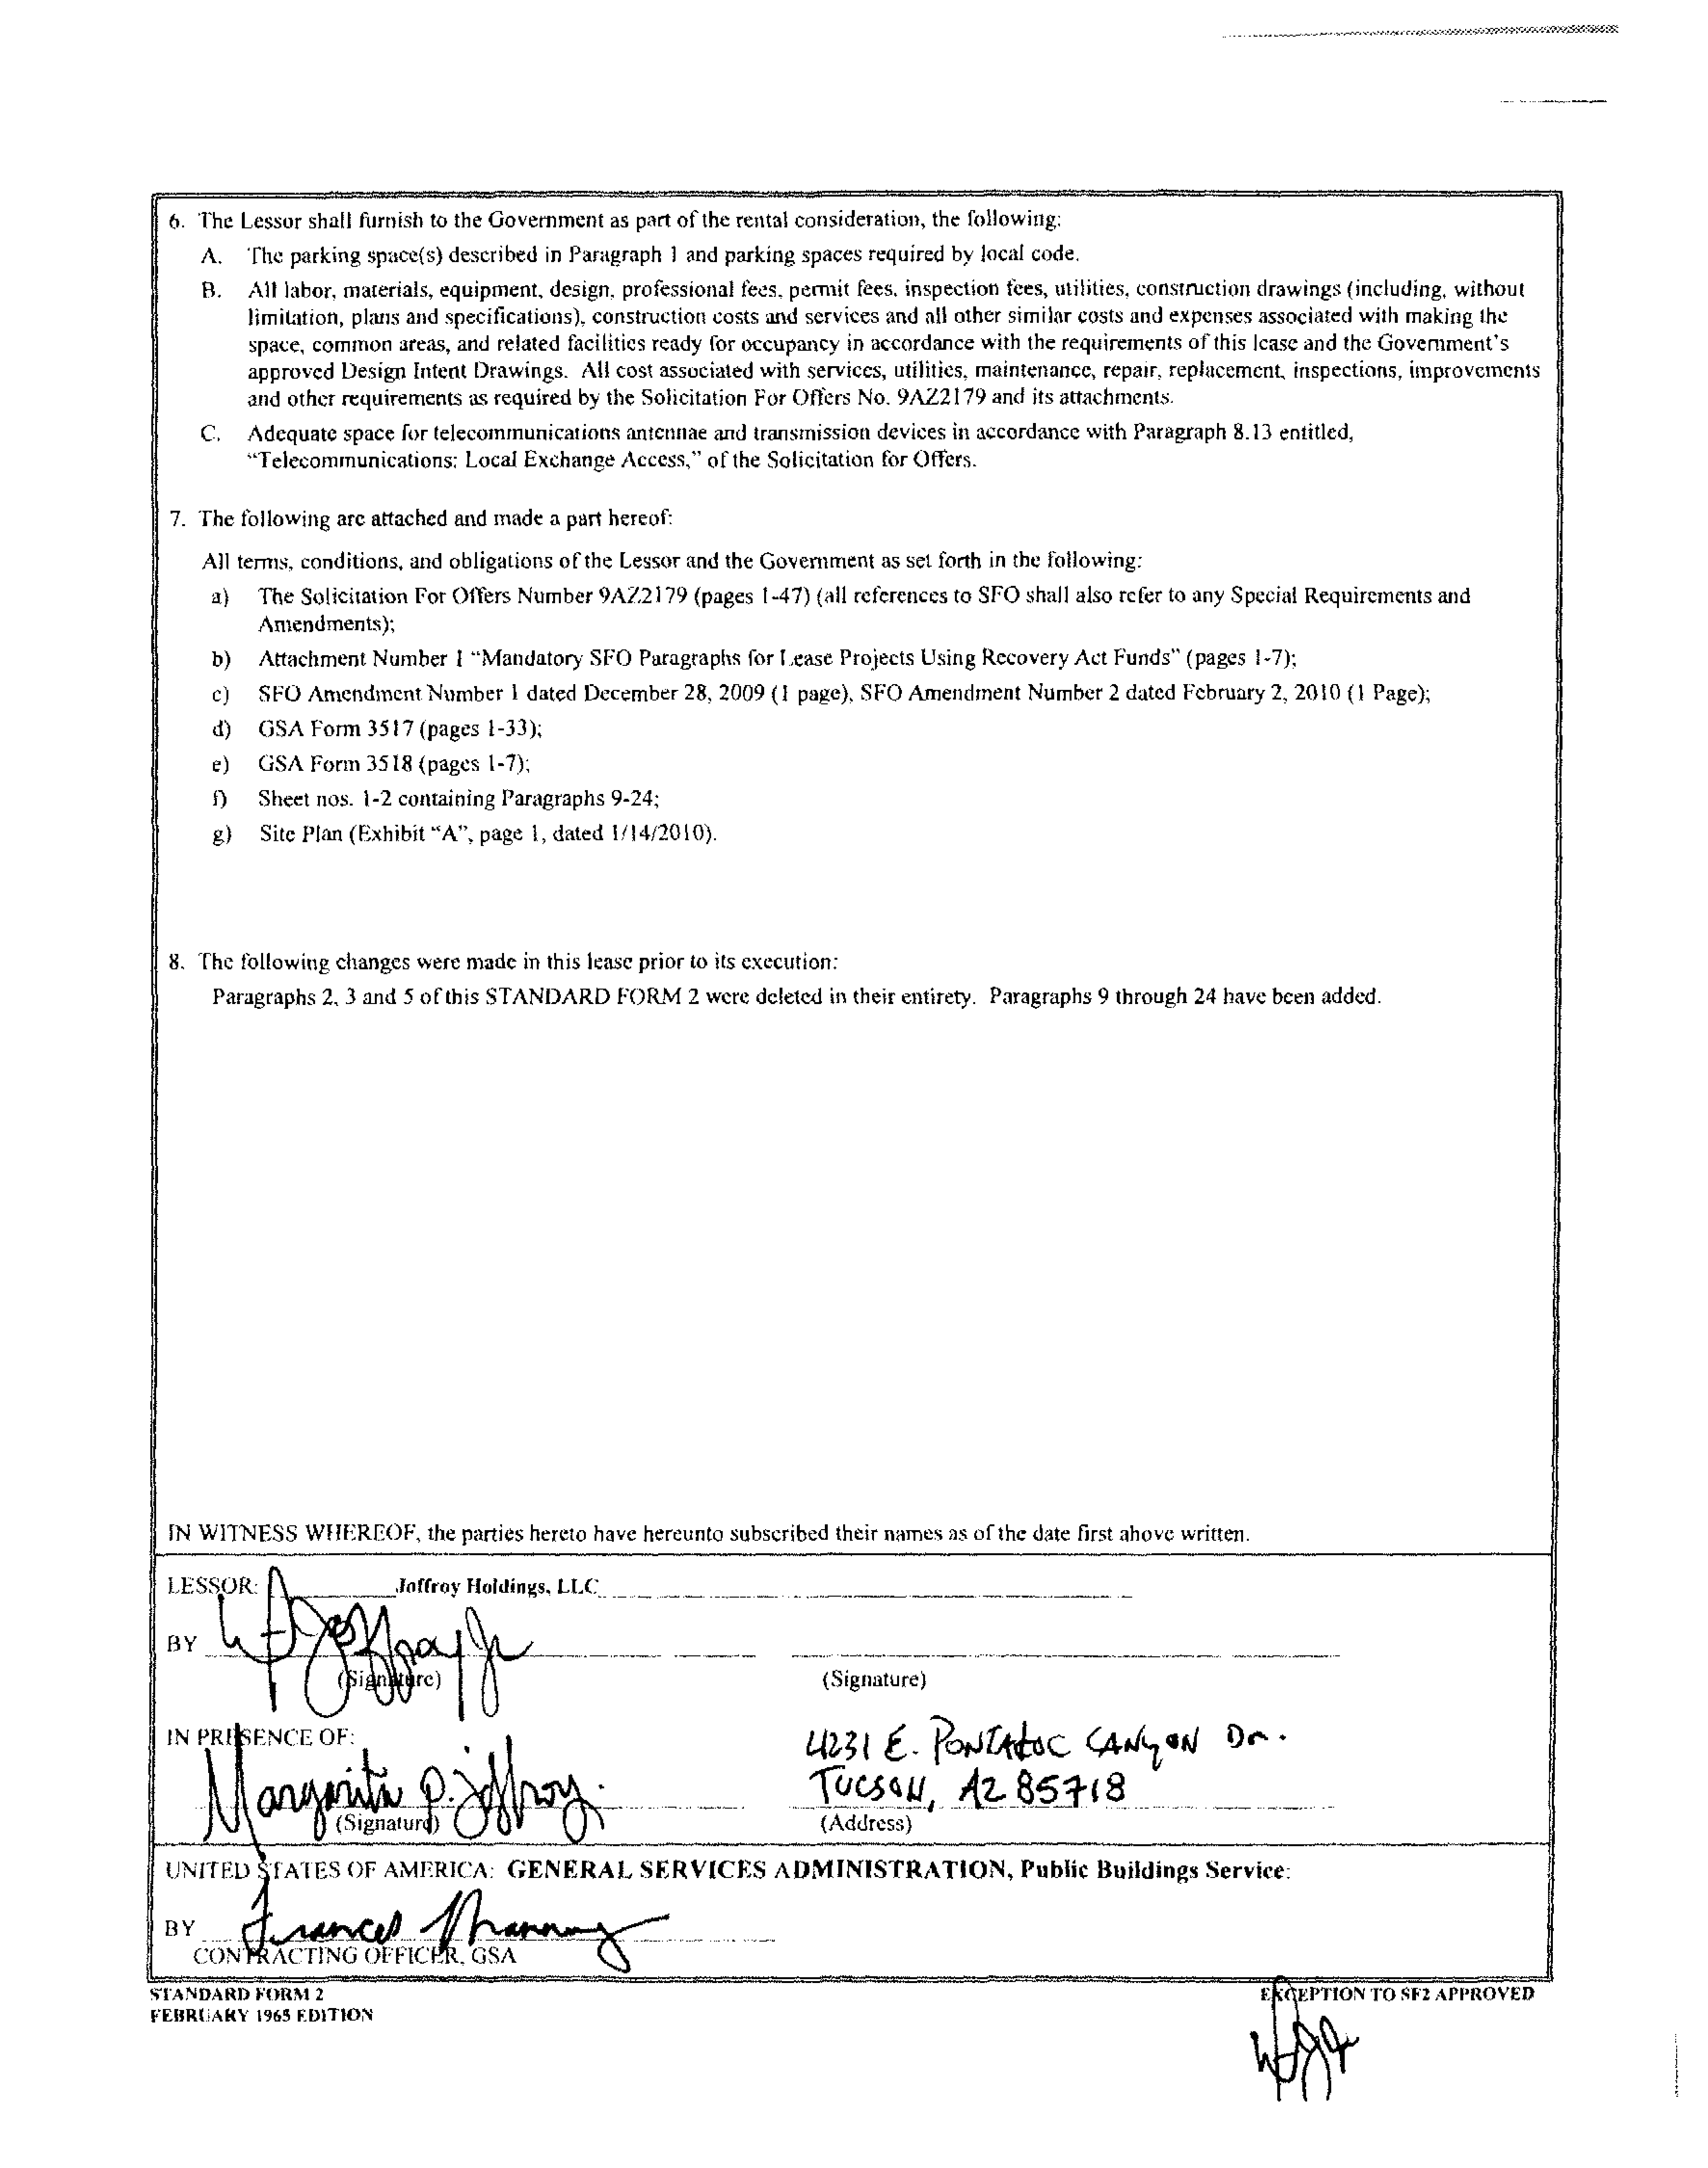 6. The Lessor shall furnish to the Government as part of the rental consideration, the following:
A. The parking space(s) described in Paragraph 1 and parking spaces required by local code.
B. All labor, materials, equipment, design, professional fees, permit fees, inspection fees, utilities, construction drawings (including, without
limitation, plans and specifications), construction costs and services and all other similar costs and expenses associated with making the
space, common areas, and related facilities ready for occupancy in accordance with the requirements of this lease and the Government's
approved Design Intent Drawings. All cost associated with services, utilities, maintenance, repair, replacement, inspections, improvements
and other requirements as required by the Solicitation For Offers No. 9AZ2179 and its attachments.
C. Adequate space for telecommunications antennae and transmission devices in accordance with Paragraph 8.13 entitled,
"Telecommunications: Local Exchange Access," of the Solicitation for Offers.
7. The following are attached and made a part hereof:
All terms, conditions, and obligations of the Lessor and the Government as set forth in the following:
a) The Solicitation For Offers Number 9AZ2179 (pages 1-47) (all references to SFO shall also refer to any Special Requirements and
Amendments);
b) Attachment Number 1 "Mandatory SFO Paragraphs for Lease Projects Using Recovery Act Funds" (pages 1-7);
c) SFO Amendment Number 1 dated December 28, 2009 (1 page), SFO Amendment Number 2 dated February 2, 2010 (1 Page);
d) GSA Form 3517 (pages 1-33);
e) GSA Form 3518 (pages 1-7);
f) Sheet nos. 1-2 containing Paragraphs 9-24;
g) Site Plan (Exhibit "A", page 1, dated 1/14/2010).
8. The following changes were made in this lease prior to its execution:
Paragraphs 2, 3 and 5 of this STANDARD FORM 2 were deleted in their entirety. Paragraphs 9 through 24 have been added.
IN WITNESS WHEREOF, the parties hereto have hereunto subscribed their names as of the date first above written.
LESSOR: Joffroy Holdings, LLC
BY Joffroy Jr
(Signature) (Signature)
IN PRESENCE OF:
4231 E. PONTATOC CANYON Dr.
Margarita P. Joffroy. TUCSON, AZ 85718
(Signature) (Address)
UNITED STATES OF AMERICA: GENERAL SERVICES ADMINISTRATION, Public Buildings Service:
BY Frances
CONTRACTING OFFICER, GSA
STANDARD FORM 2 EXCEPTION TO SF2 APPROVED
FEBRUARY 1965 EDITION